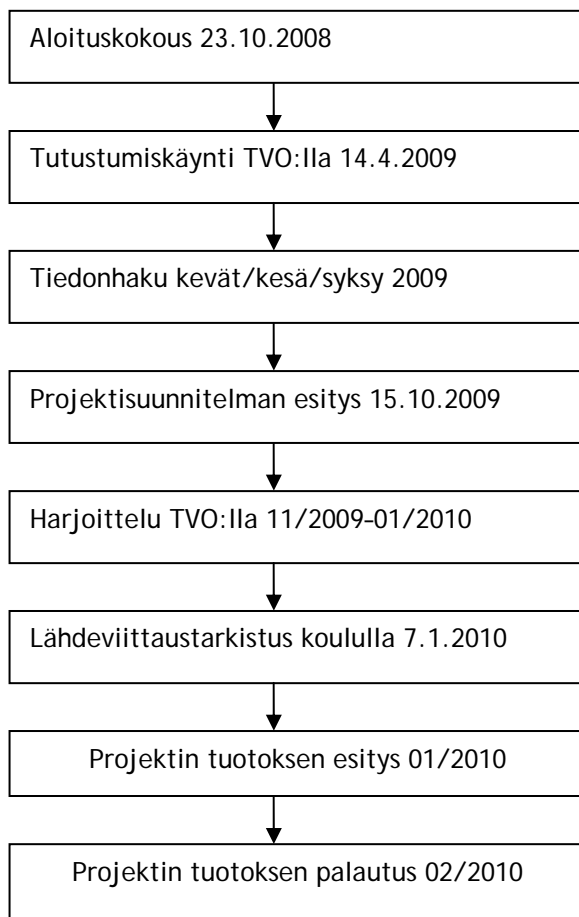 Aloituskokous 23.10.2008
Tutustumiskäynti TVO:lla 14.4.2009
Tiedonhaku kevät/kesä/syksy 2009
Projektisuunnitelman esitys 15.10.2009
Harjoittelu TVO:lla 11/2009-01/2010
Lähdeviittaustarkistus koululla 7.1.2010
Projektin tuotoksen esitys 01/2010
Projektin tuotoksen palautus 02/2010